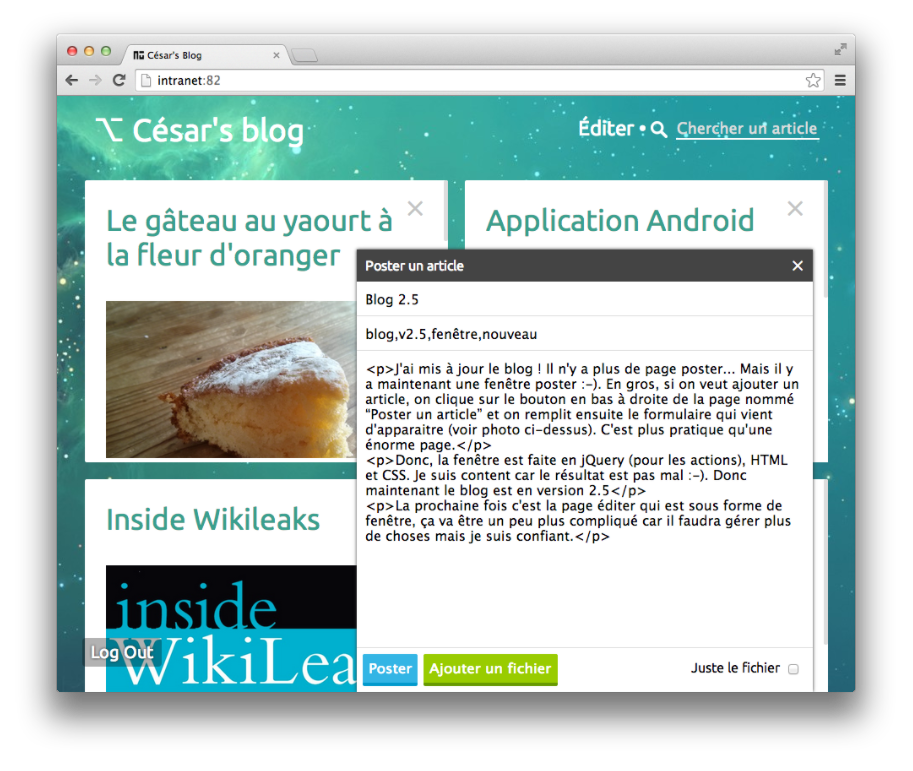 César's Blog
intranet:82
César's blog
Éditer • Chercher un article
Le gâteau au yaourt à
la fleur d'oranger
Application Android
Poster un article
Blog 2.5
blog,v2.5,fenêtre,nouveau
<p>J'ai mis à jour le blog ! Il n'y a plus de page poster... Mais il y
a maintenant une fenêtre poster :-). En gros, si on veut ajouter un
article, on clique sur le bouton en bas à droite de la page nommé
"Poster un article" et on remplit ensuite le formulaire qui vient
d'apparaitre (voir photo ci-dessus). C'est plus pratique qu'une
énorme page.</p>
<p>Donc, la fenêtre est faite en jQuery (pour les actions), HTML
et CSS. Je suis content car le résultat est pas mal :-). Donc
maintenant le blog est en version 2.5</p>
<p>La prochaine fois c'est la page éditer qui est sous forme de
fenêtre, ça va être un peu plus compliqué car il faudra gérer plus
de choses mais je suis confiant.</p>
Inside Wikileaks
inside
WikiLea
Log Out
Poster
Ajouter un fichier
Juste le fichier